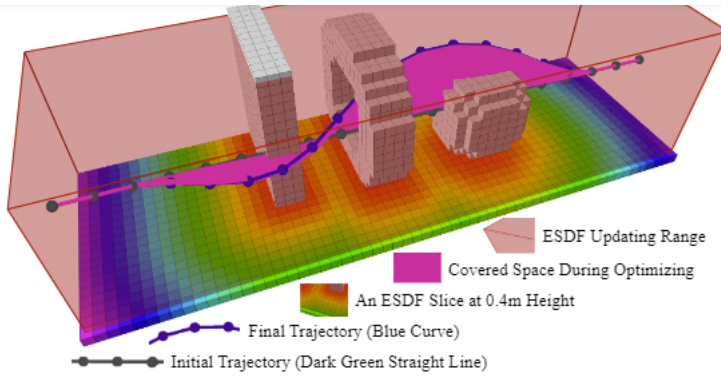 ESDF Updating Range
Covered Space During Optimizing
An ESDF Slice at 0.4m Height
Final Trajectory (Blue Curve)
Initial Trajectory (Dark Green Straight Line)